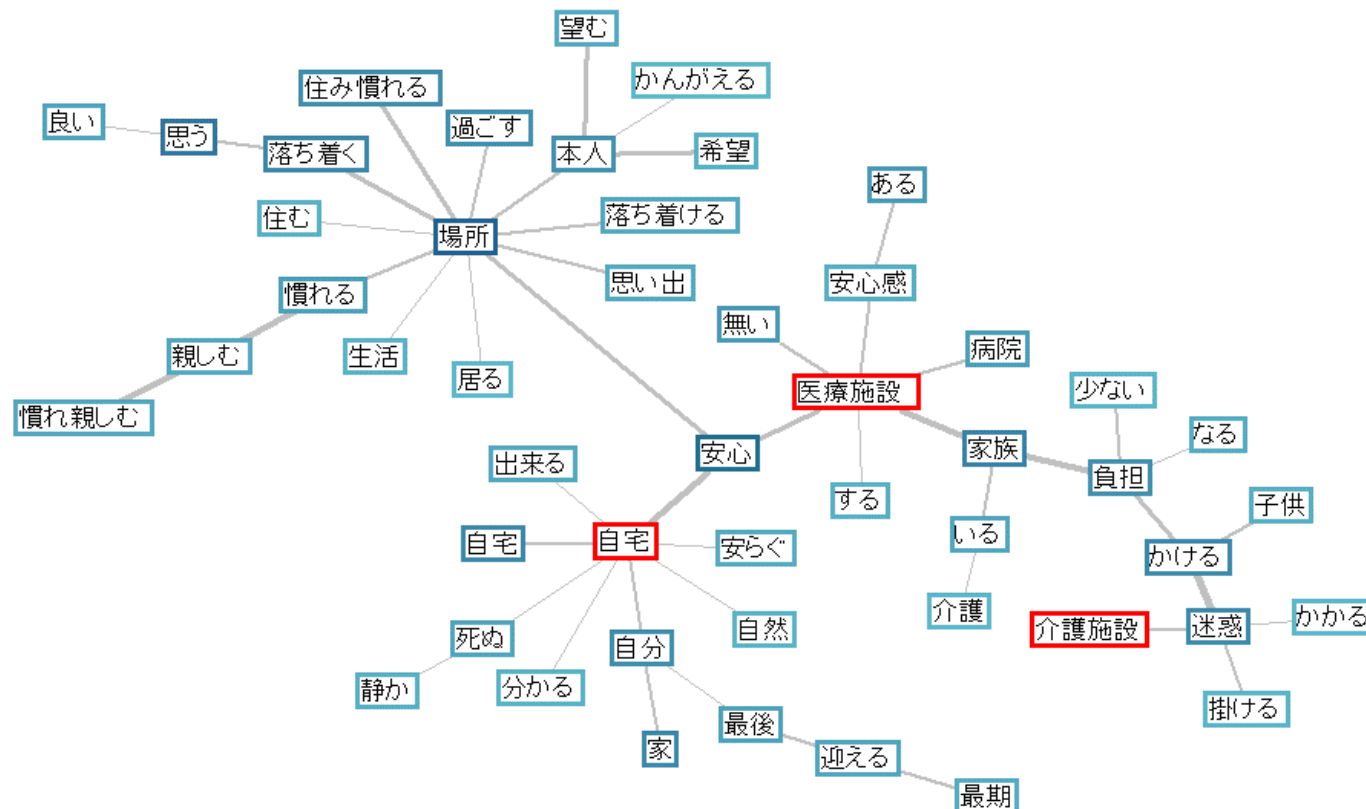 望む
かんがえる
住み慣れる
過ごす
良い
思う
落ち着く
本人
希望
ある
住む
落ち着ける
場所
慣れる
思い出
安心感
無い
親しむ
生活
居る
病院
医療施設
少ない
慣れ親しむ
なる
家族
安心
負担
出来る
する
子供
自宅
自宅
安らぐ
いる
かける
介護
自然
介護施設
迷惑
かかる
死ぬ
自分
静か
分かる
掛ける
最後
家
迎える
最期